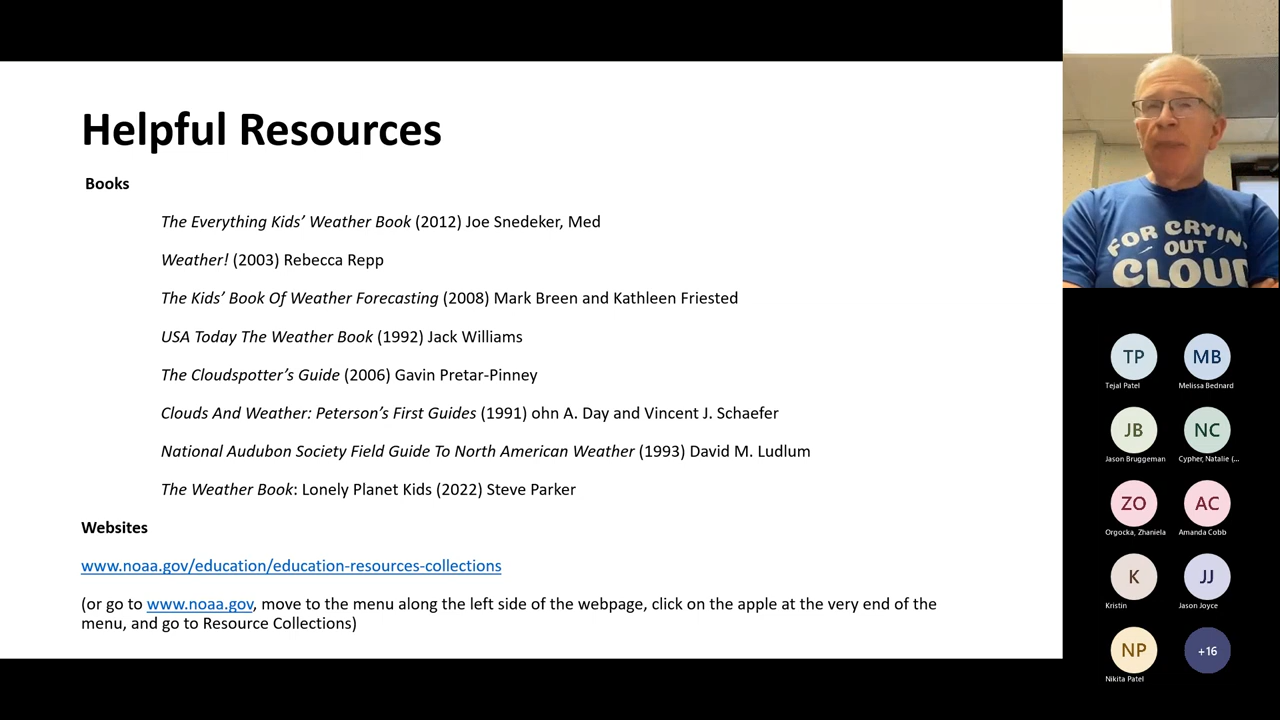 Helpful Resources
Books
The Everything Kids’ Weather Book (2012) Joe Snedeker, Med
Weather! (2003) Rebecca Repp
The Kids’ Book Of Weather Forecasting (2008) Mark Breen and Kathleen Friested
USA Today The Weather Book (1992) Jack Williams
The Cloudspotter’s Guide (2006) Gavin Pretar-Pinney
Clouds And Weather: Peterson’s First Guides (1991) ohn A. Day and Vincent J. Schaefer
National Audubon Society Field Guide To North American Weather (1993) David M. Ludlum
The Weather Book: Lonely Planet Kids (2022) Steve Parker
Websites
www.noaa.gov/education/education-resources-collections
(or go to www.noaa.gov, move to the menu along the left side of the webpage, click on the apple at the very end of the
menu, and go to Resource Collections)
FOR CRYIN'
OUT
CLOUD
TP MB
Tejal Patel Melissa Bednard
JB NC
Jason Bruggeman Cypher, Natalie (...
ZO AC
Orgocka, Zhaniela Amanda Cobb
K JJ
Kristin Jason Joyce
NP +16
Nikita Patel